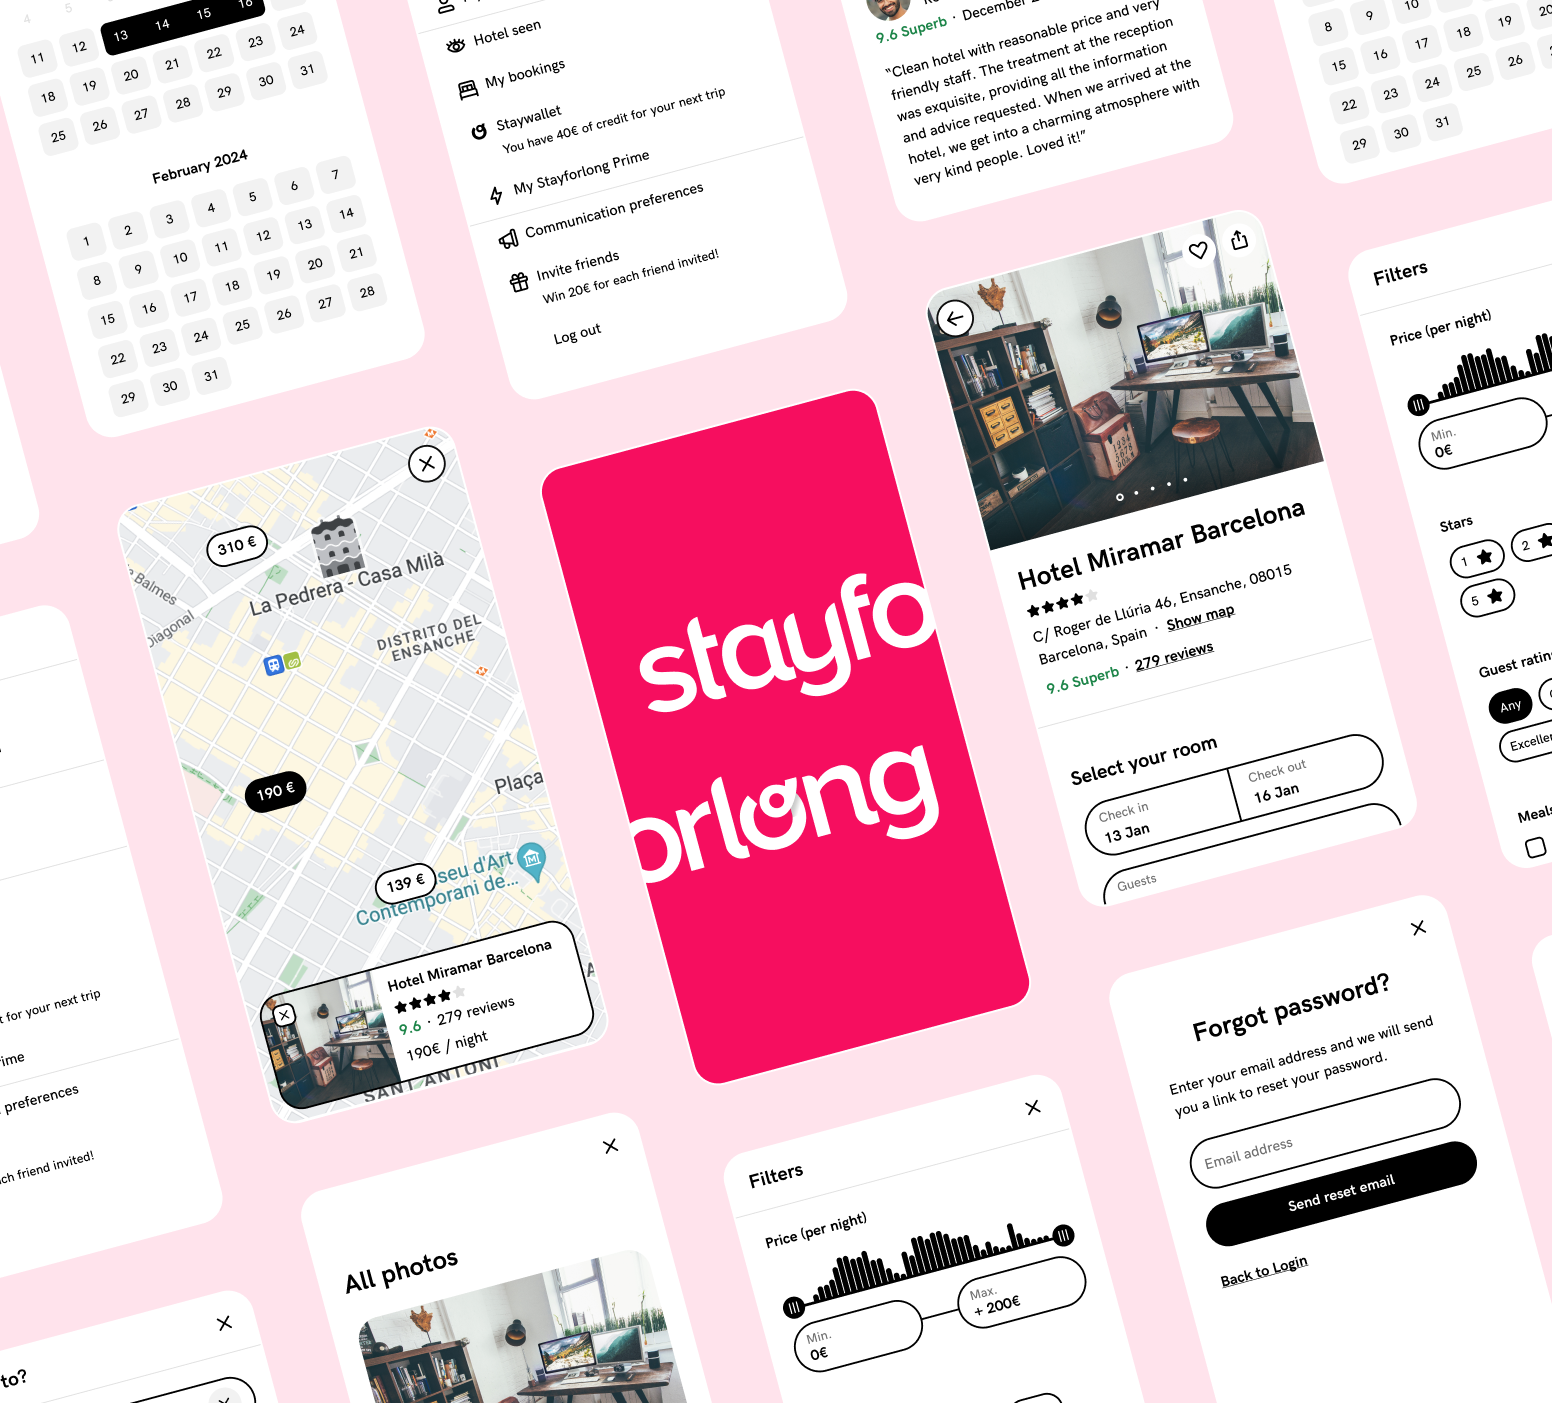 4
5
11
12
13
14
15
16
18
19
20
21
22
23
24
25
26
27
28
29
30
31
February 2024
1
2
3
4
5
6
7
8
9
10
11
12
13
14
15
16
17
18
19
20
21
22
23
24
25
26
27
28
29
30
31
Hotel seen
My bookings
Staywallet
You have 40€ of credit for your next trip
My Stayforlong Prime
Communication preferences
Invite friends
Win 20€ for each friend invited!
Log out
9.6 Superb · December 2
“Clean hotel with reasonable price and very
friendly staff. The treatment at the reception
was exquisite, providing all the information
and advice requested. When we arrived at the
hotel, we get into a charming atmosphere with
very kind people. Loved it!”
8
9
10
15
16
17
18
19
20
22
23
24
25
26
29
30
31
310 €
La Pedrera - Casa Milà
e Balmes
Diagonal
DISTRITO DEL
ENSANCHE
190 €
Plaça
139 €
seu d'Art
Contemporani de...
Hotel Miramar Barcelona
9.6 · 279 reviews
190€ / night
SANT ANTONI
stayfo
orlong
Hotel Miramar Barcelona
C/ Roger de Llúria 46, Ensanche, 08015
Barcelona, Spain · Show map
9.6 Superb · 279 reviews
Select your room
Check in
13 Jan
Check out
16 Jan
Guests
Filters
Price (per night)
Min.
0€
Stars
1
2
5
Guest rating
Any
Excellen
Meals
t for your next trip
rime
preferences
ch friend invited!
to?
All photos
Filters
Price (per night)
Min.
0€
Max.
+ 200€
Forgot password?
Enter your email address and we will send
you a link to reset your password.
Email address
Send reset email
Back to Login